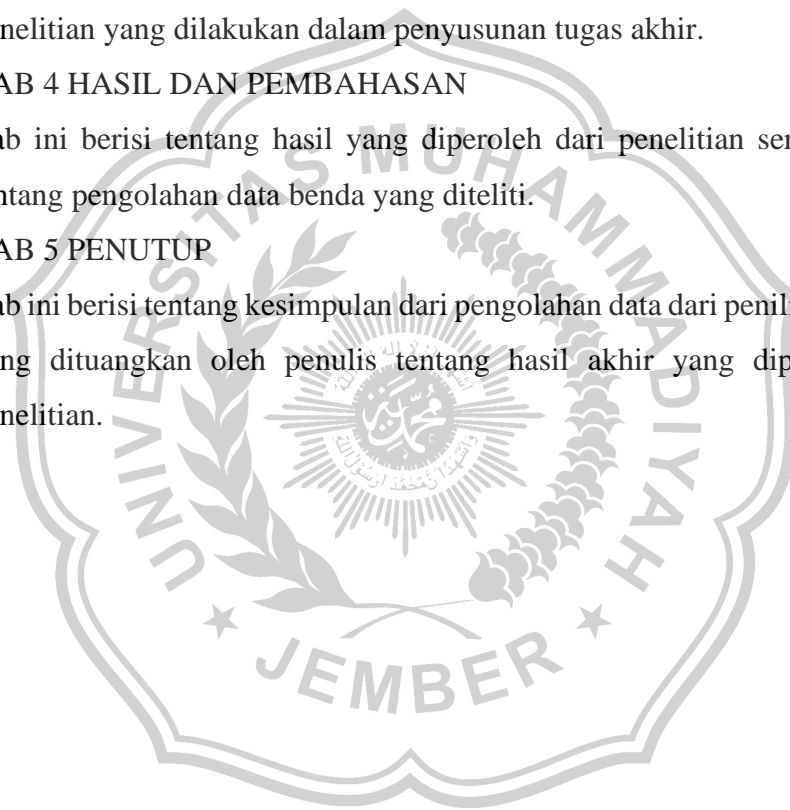 enelitian yang dilakukan dalam penyusunan tugas akhir.
AB 4 HASIL DAN PEMBAHASAN
ab ini berisi tentang hasil yang diperoleh dari penelitian ser
ntang pengolahan data benda yang diteliti.
AB 5 PENUTUP
ab ini berisi tentang kesimpulan dari pengolahan data dari penili
ng dituangkan oleh penulis tentang hasil akhir yang dip
nelitian.
UNIVERSITAS MUHAMMADIYAH
JEMBER